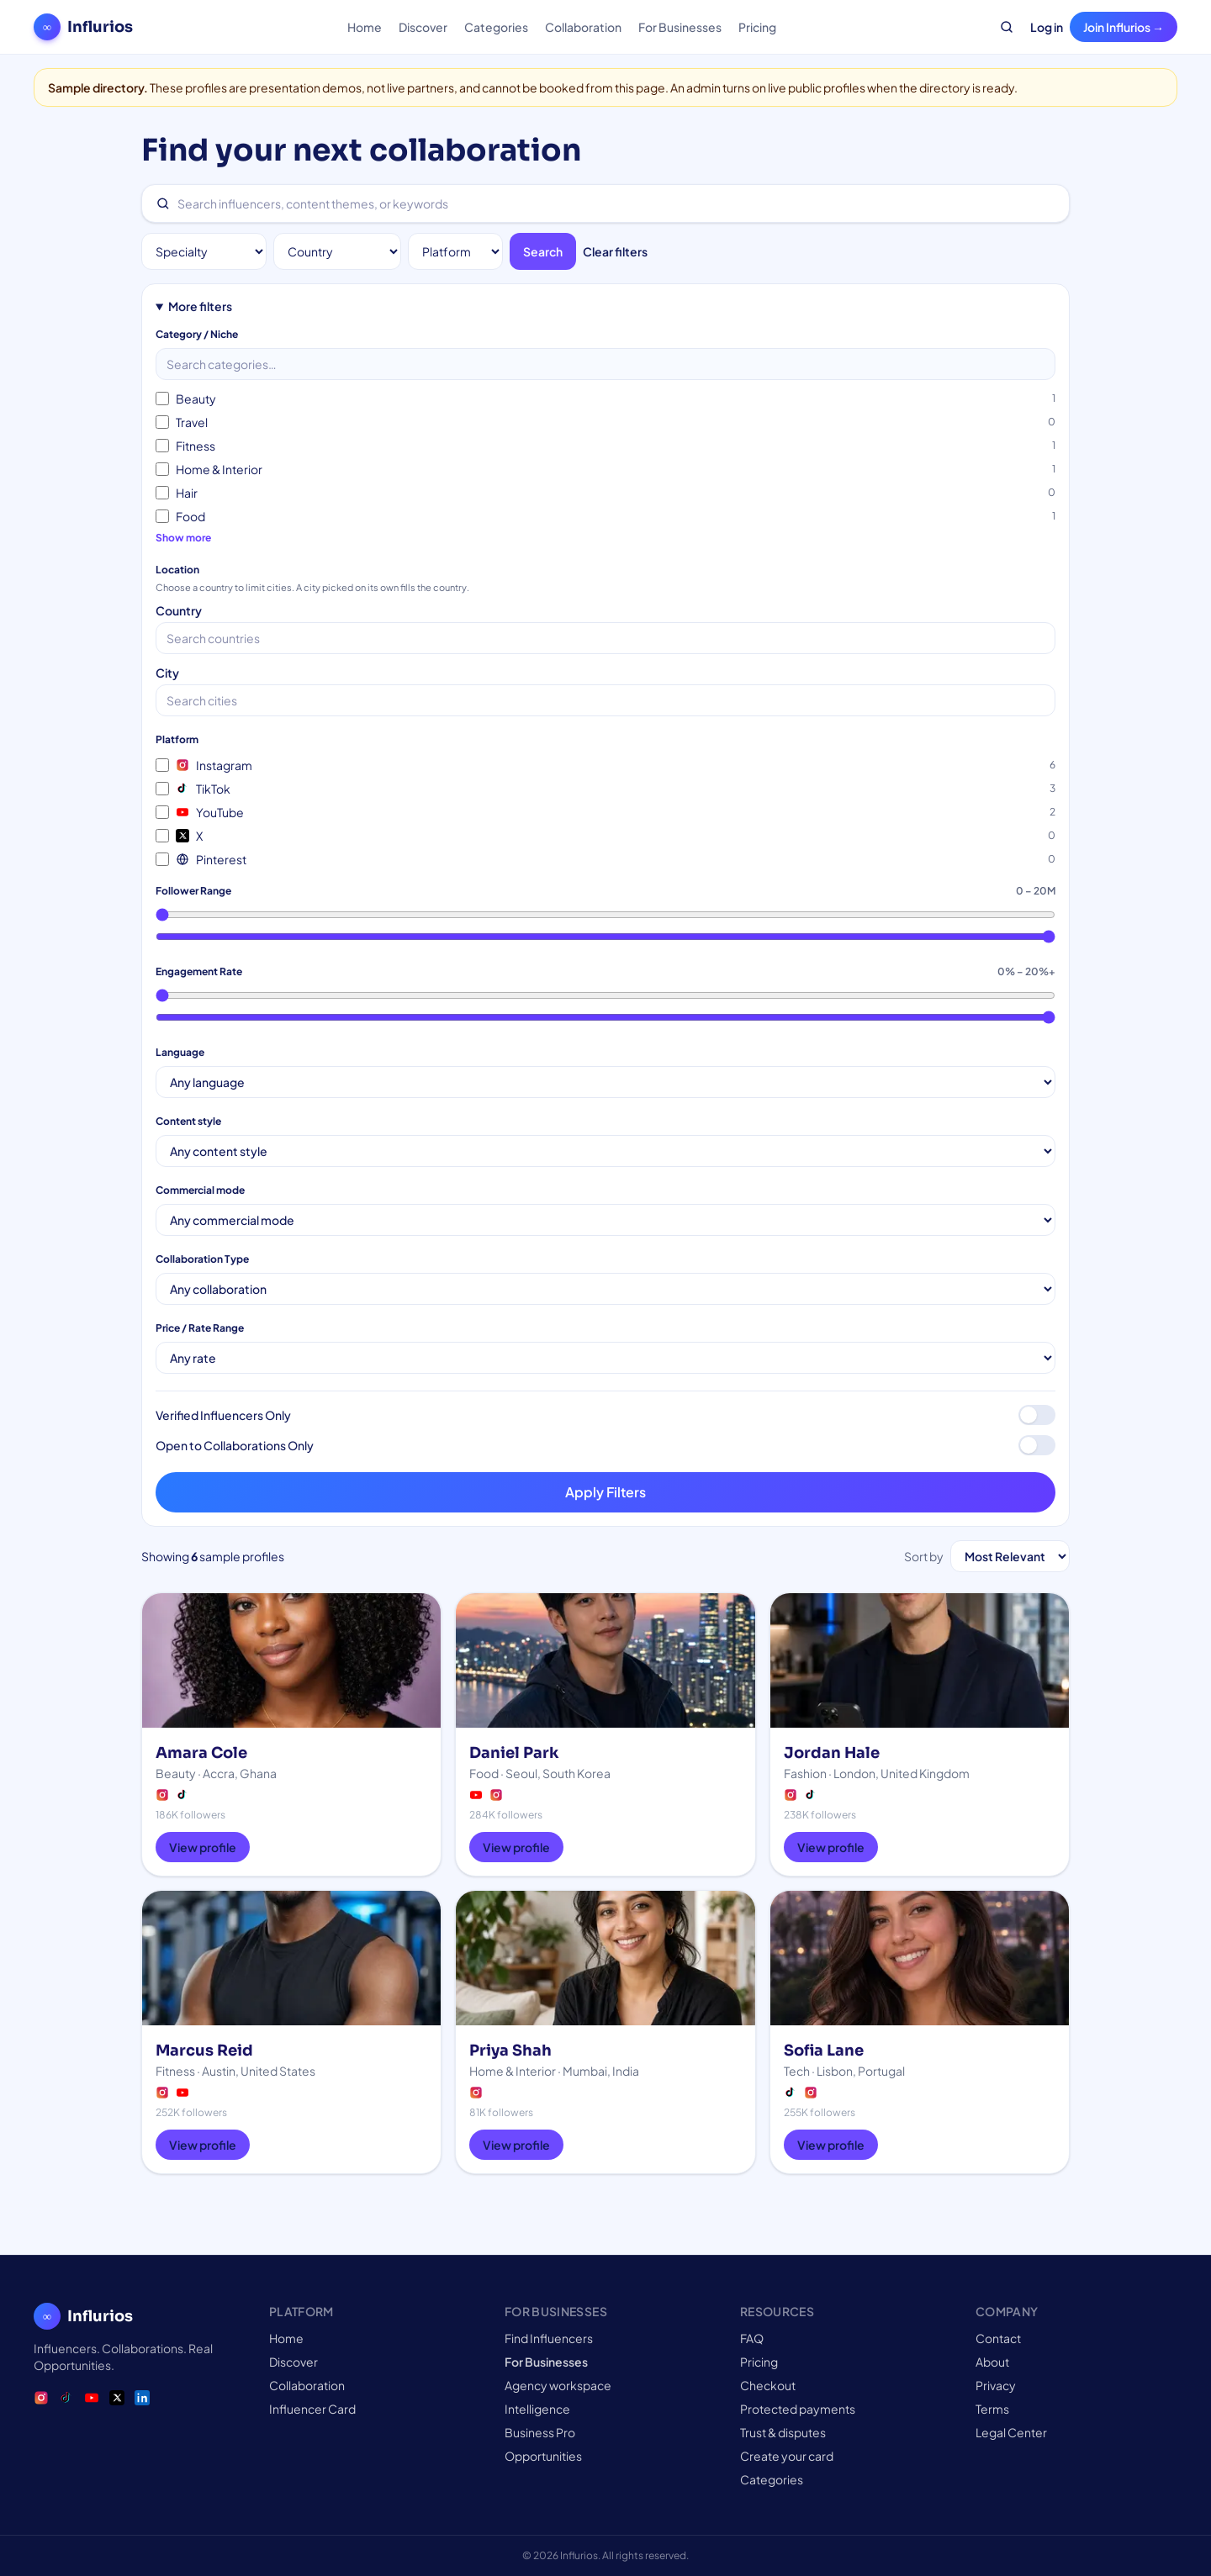 ∞ Influrios
Home Discover Categories Collaboration For Businesses Pricing
Log in
Join Influrios →
Sample directory. These profiles are presentation demos, not live partners, and cannot be booked from this page. An admin turns on live public profiles when the directory is ready.
Find your next collaboration
Search influencers, content themes, or keywords
Specialty Country Platform Search Clear filters
▼ More filters
Category / Niche
Search categories...
Beauty 1
Travel 0
Fitness 1
Home & Interior 1
Hair 0
Food 1
Show more
Location
Choose a country to limit cities. A city picked on its own fills the country.
Country
Search countries
City
Search cities
Platform
Instagram 6
TikTok 3
YouTube 2
X 0
Pinterest 0
Follower Range 0 – 20M
Engagement Rate 0% – 20%+
Language
Any language
Content style
Any content style
Commercial mode
Any commercial mode
Collaboration Type
Any collaboration
Price / Rate Range
Any rate
Verified Influencers Only
Open to Collaborations Only
Apply Filters
Showing 6 sample profiles
Sort by Most Relevant
Amara Cole
Beauty · Accra, Ghana
186K followers
View profile
Daniel Park
Food · Seoul, South Korea
284K followers
View profile
Jordan Hale
Fashion · London, United Kingdom
238K followers
View profile
Marcus Reid
Fitness · Austin, United States
252K followers
View profile
Priya Shah
Home & Interior · Mumbai, India
81K followers
View profile
Sofia Lane
Tech · Lisbon, Portugal
255K followers
View profile
∞ Influrios
Influencers. Collaborations. Real
Opportunities.
PLATFORM
Home
Discover
Collaboration
Influencer Card
FOR BUSINESSES
Find Influencers
For Businesses
Agency workspace
Intelligence
Business Pro
Opportunities
RESOURCES
FAQ
Pricing
Checkout
Protected payments
Trust & disputes
Create your card
Categories
COMPANY
Contact
About
Privacy
Terms
Legal Center
© 2026 Influrios. All rights reserved.